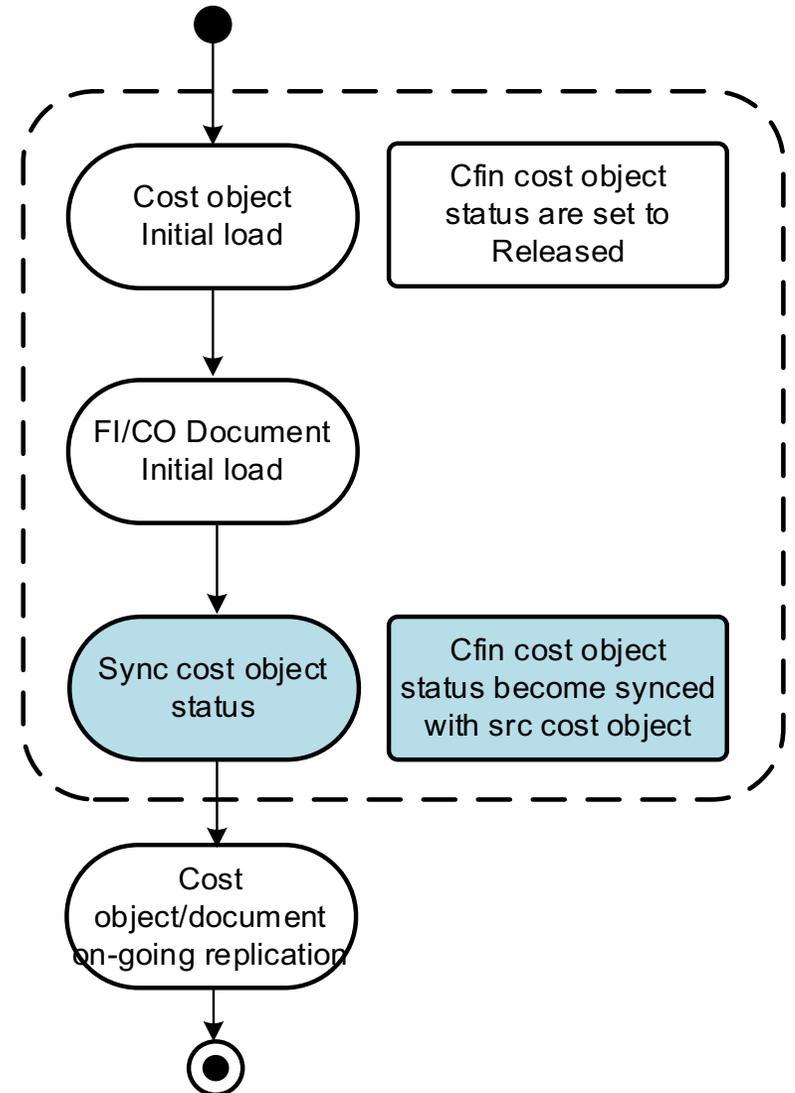 Cost object
Initial load
Cfin cost object
status are set to
Released
FI/CO Document
Initial load
Sync cost object
status
Cfin cost object
status become synced
with src cost object
Cost
object/document
on-going replication